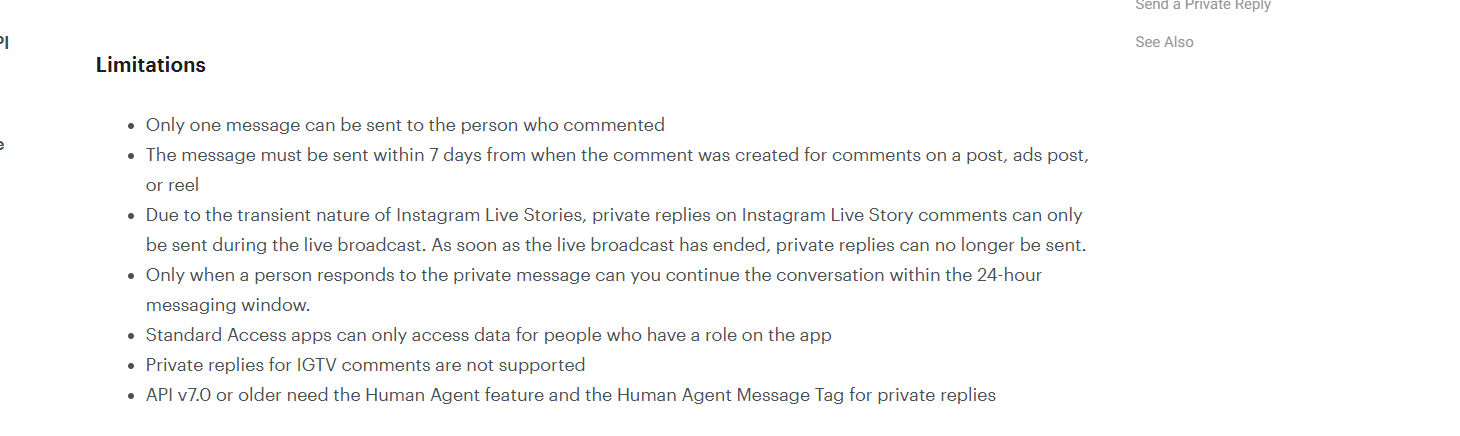 Send a Private Reply
PI
See Also
Limitations
Only one message can be sent to the person who commented
e
The message must be sent within 7 days from when the comment was created for comments on a post, ads post,
or reel
Due to the transient nature of Instagram Live Stories, private replies on Instagram Live Story comments can only
be sent during the live broadcast. As soon as the live broadcast has ended, private replies can no longer be sent.
Only when a person responds to the private message can you continue the conversation within the 24-hour
messaging window.
Standard Access apps can only access data for people who have a role on the app
Private replies for IGTV comments are not supported
API v7.0 or older need the Human Agent feature and the Human Agent Message Tag for private replies